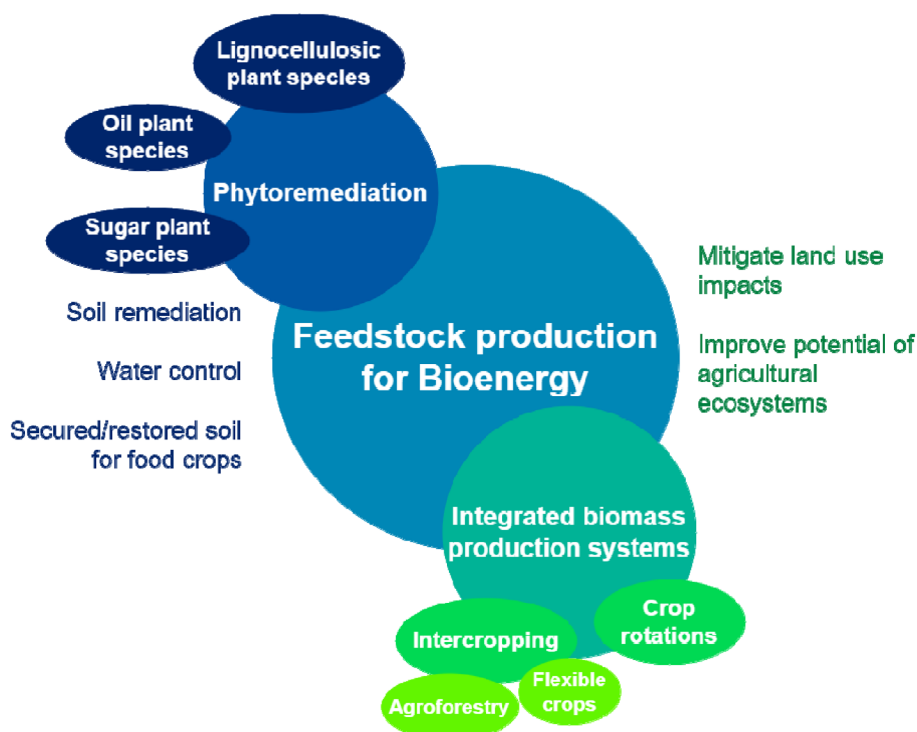 Lignocellulosic
plant species
Oil plant
species
Phytoremediation
Sugar plant
species
Soil remediation
Water control
Secured/restored soil
for food crops
Feedstock production
for Bioenergy
Mitigate land use
impacts
Improve potential of
agricultural
ecosystems
Integrated biomass
production systems
Intercropping
Crop
rotations
Agroforestry
Flexible
crops